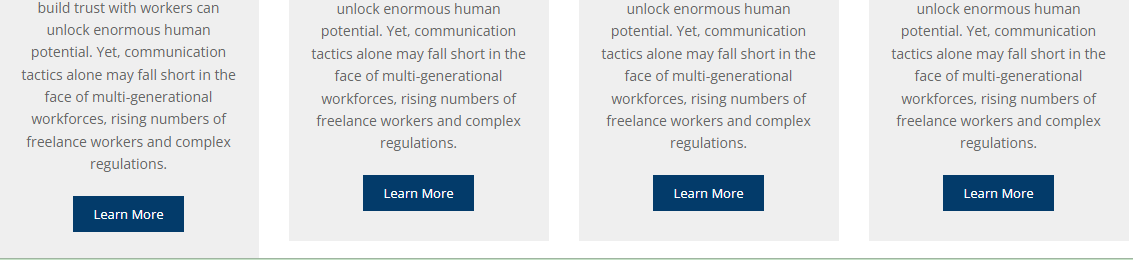 build trust with workers can
unlock enormous human
potential. Yet, communication
tactics alone may fall short in the
face of multi-generational
workforces, rising numbers of
freelance workers and complex
regulations.
Learn More
unlock enormous human
potential. Yet, communication
tactics alone may fall short in the
face of multi-generational
workforces, rising numbers of
freelance workers and complex
regulations.
Learn More
unlock enormous human
potential. Yet, communication
tactics alone may fall short in the
face of multi-generational
workforces, rising numbers of
freelance workers and complex
regulations.
Learn More
unlock enormous human
potential. Yet, communication
tactics alone may fall short in the
face of multi-generational
workforces, rising numbers of
freelance workers and complex
regulations.
Learn More